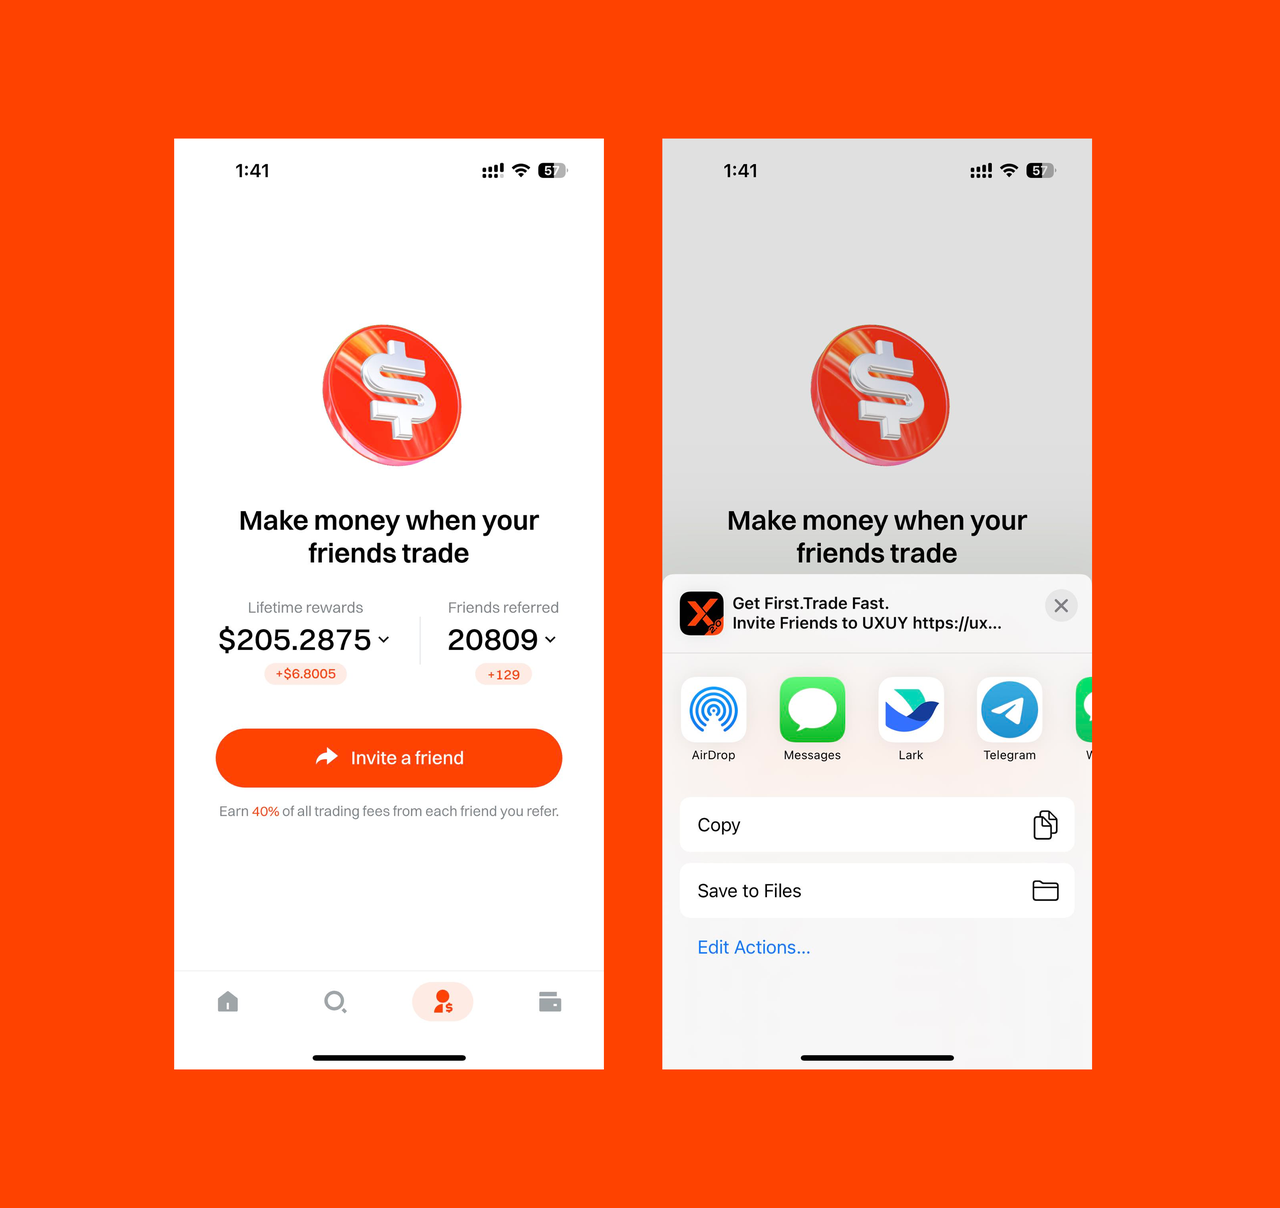 1:41
57
Make money when your
friends trade
Lifetime rewards
Friends referred
$205.2875
20809
+$6.8005
+129
Invite a friend
Earn 40% of all trading fees from each friend you refer.
1:41
57
Make money when your
friends trade
Get First.Trade Fast.
Invite Friends to UXUY https://ux...
AirDrop
Messages
Lark
Telegram
Copy
Save to Files
Edit Actions...